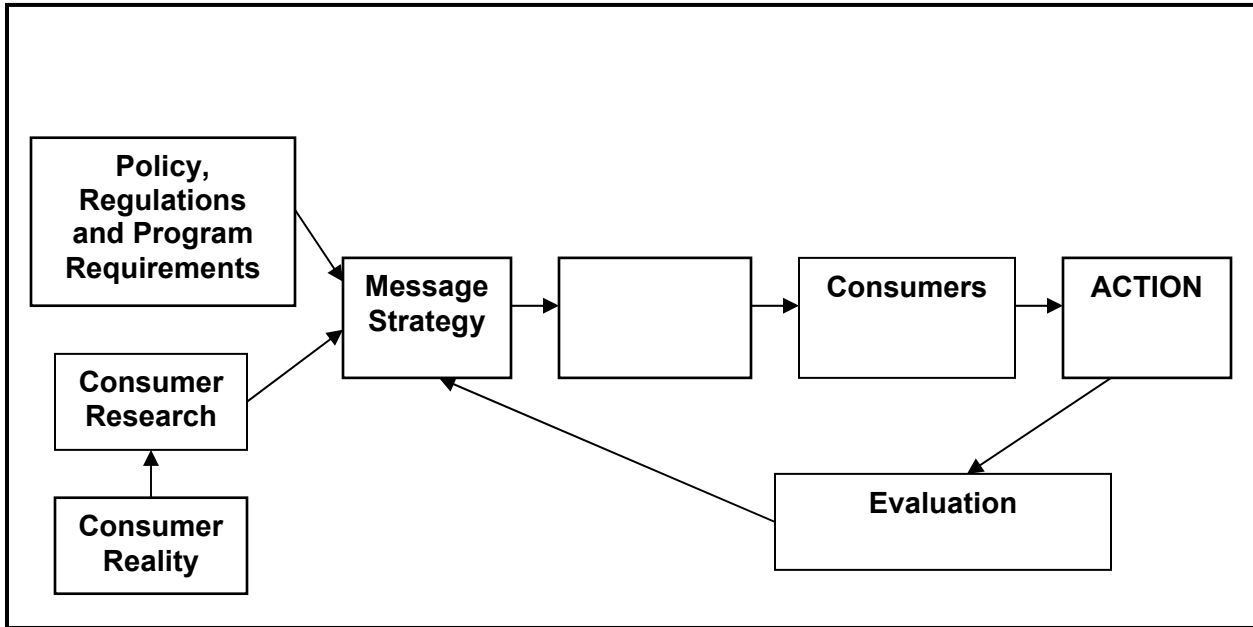 Policy,
Regulations
and Program
Requirements
Message
Strategy
Consumers
ACTION
Consumer
Research
Evaluation
Consumer
Reality